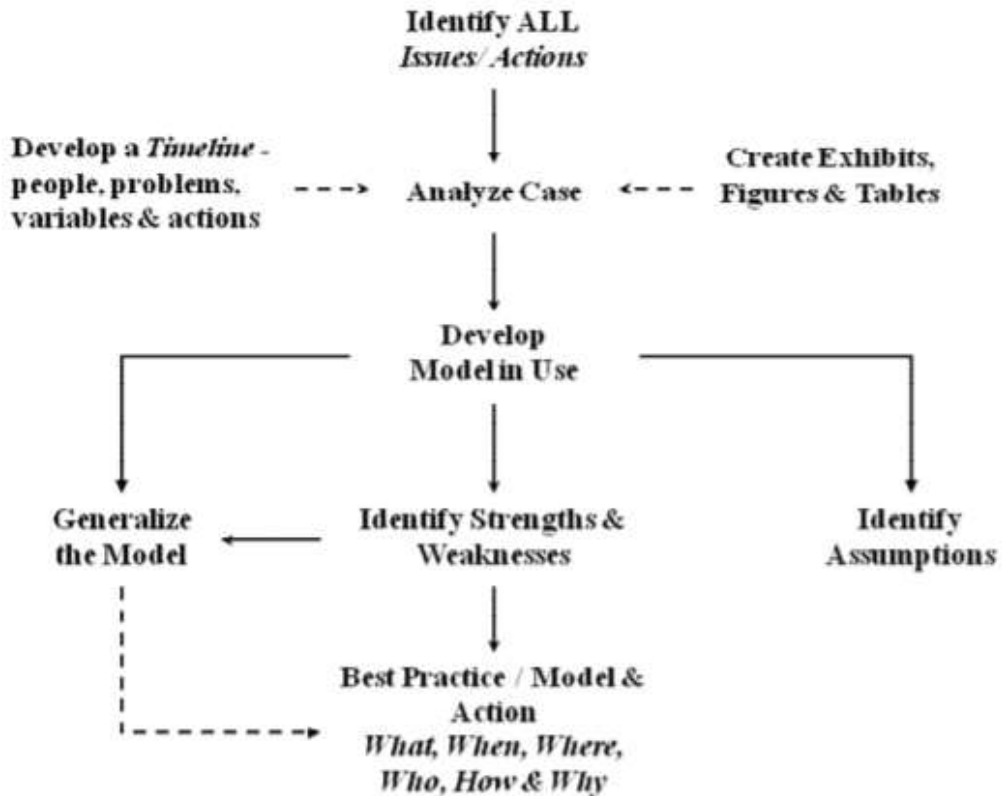 Identify ALL
Issues/ Actions
Develop a Timeline -
people, problems,
variables & actions
Analyze Case
Create Exhibits,
Figures & Tables
Develop
Model in Use
Generalize
the Model
Identify Strengths &
Weaknesses
Identify
Assumptions
Best Practice / Model &
Action
What, When, Where,
Who, How & Why